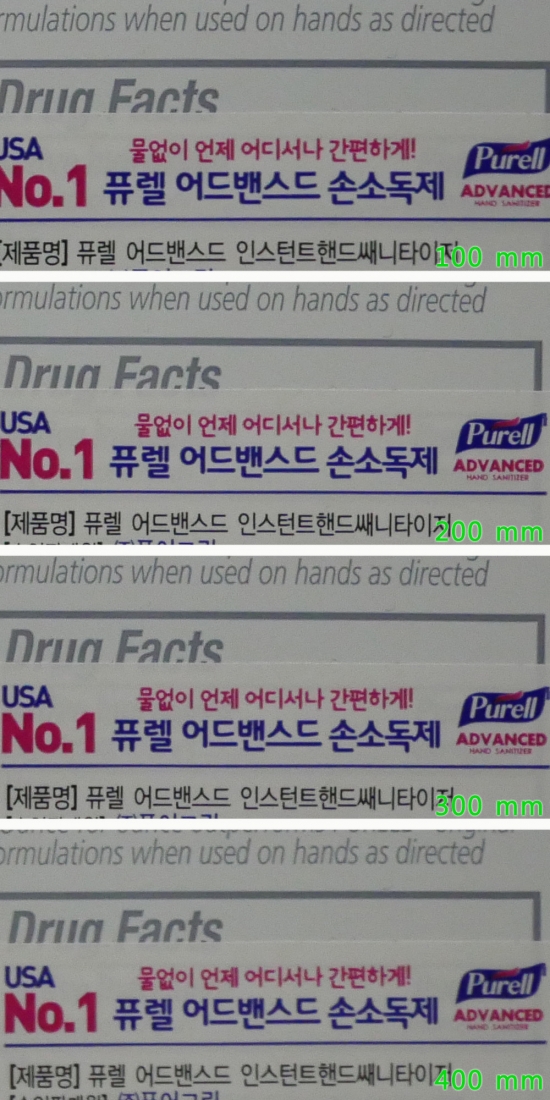 rmulations when used on hands as directed
Drug Facts
USA
No.1
물없이 언제 어디서나 간편하게!
퓨렐 어드밴스드 손소독제
Purell
ADVANCED
HAND SANITIZER
[제품명] 퓨렐 어드밴스드 인스턴트핸드쌔니타이저
100 mm
ormulations when used on hands as directed
Drug Facts
USA
No.1
물없이 언제 어디서나 간편하게!
퓨렐 어드밴스드 손소독제
Purell
ADVANCED
HAND SANITIZER
[제품명] 퓨렐 어드밴스드 인스턴트핸드쌔니타이저
200 mm
ormulations when used on hands as directed
Drug Facts
USA
No.1
물없이 언제 어디서나 간편하게!
퓨렐 어드밴스드 손소독제
Purell
ADVANCED
HAND SANITIZER
[제품명] 퓨렐 어드밴스드 인스턴트핸드쌔니타이저
300 mm
ormulations when used on hands as directed
Drug Facts
USA
No.1
물없이 언제 어디서나 간편하게!
퓨렐 어드밴스드 손소독제
Purell
ADVANCED
HAND SANITIZER
[제품명] 퓨렐 어드밴스드 인스턴트핸드쌔니타이저
400 mm